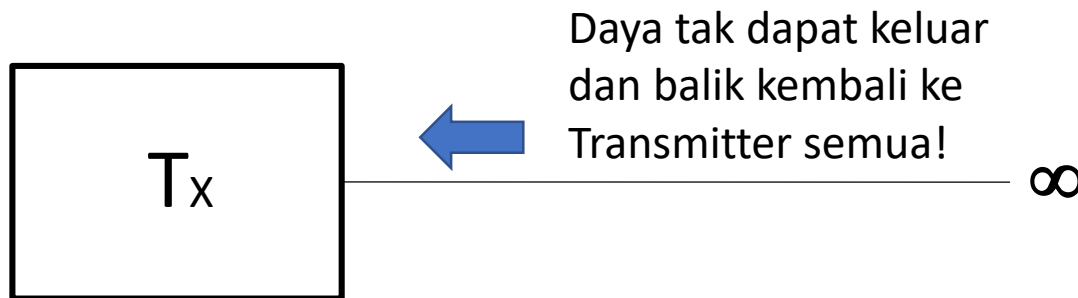 Daya tak dapat keluar
dan balik kembali ke
Transmitter semua!
Tx
∞